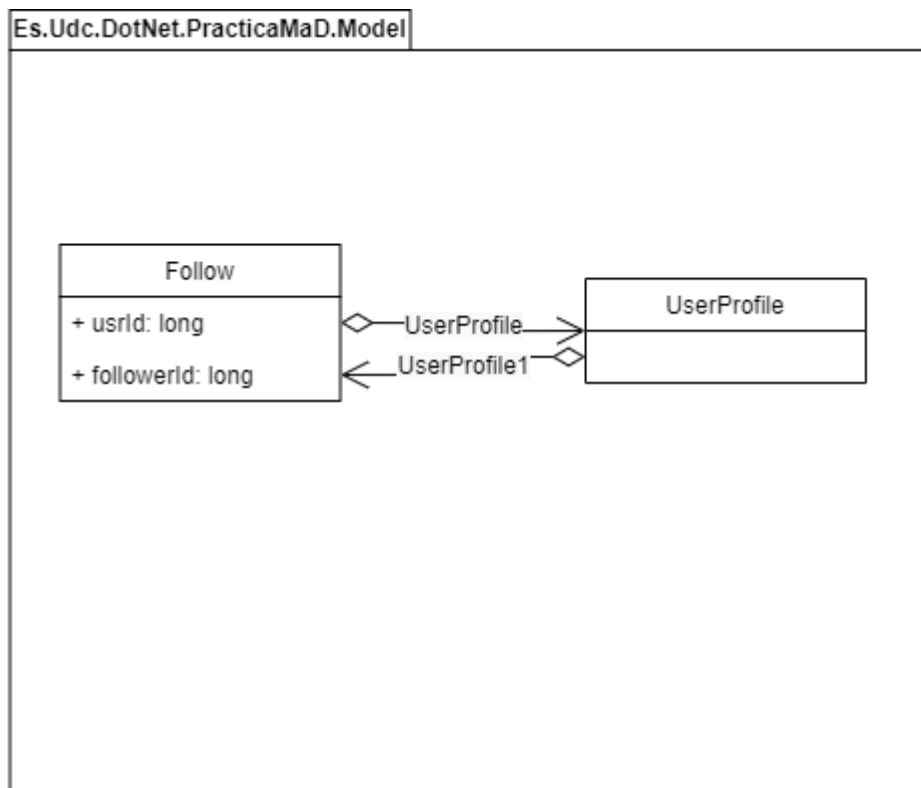 Es.Udc.DotNet.PracticaMaD.Model
Follow
+ usrId: long
+ followerId: long
UserProfile
UserProfile1
UserProfile